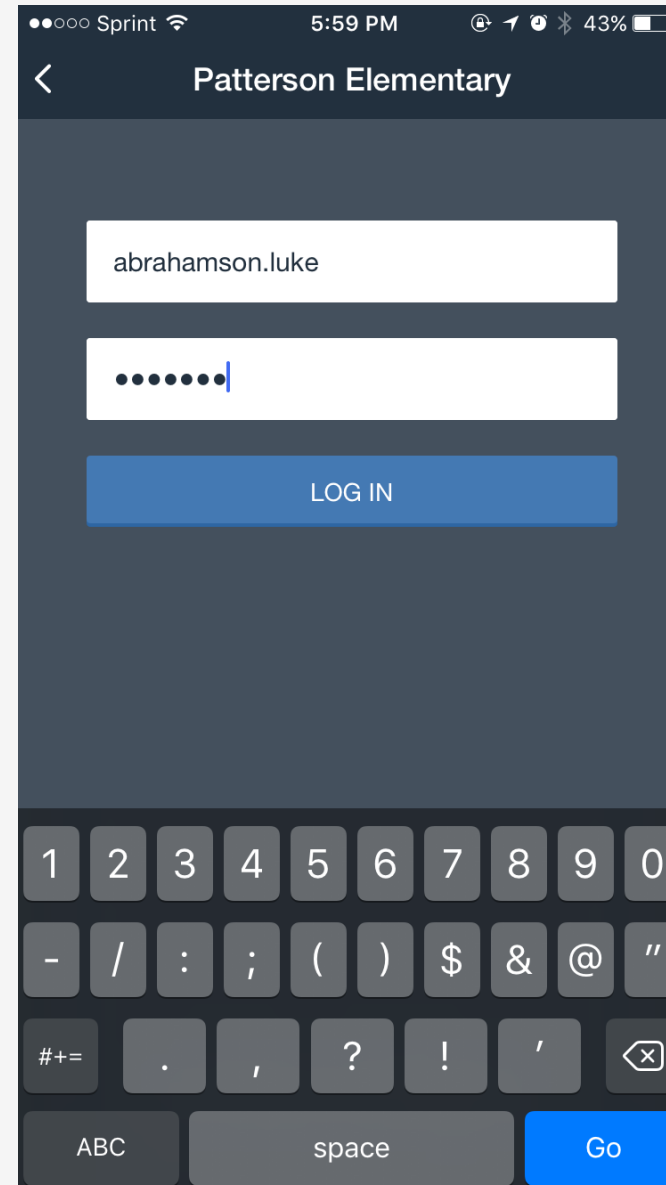 Sprint 5:59 PM 43%
Patterson Elementary
abrahamson.luke
•••••••
LOG IN
1 2 3 4 5 6 7 8 9 0
- / : ; ( ) $ & @ "
#+= . , ? ! '
ABC space Go